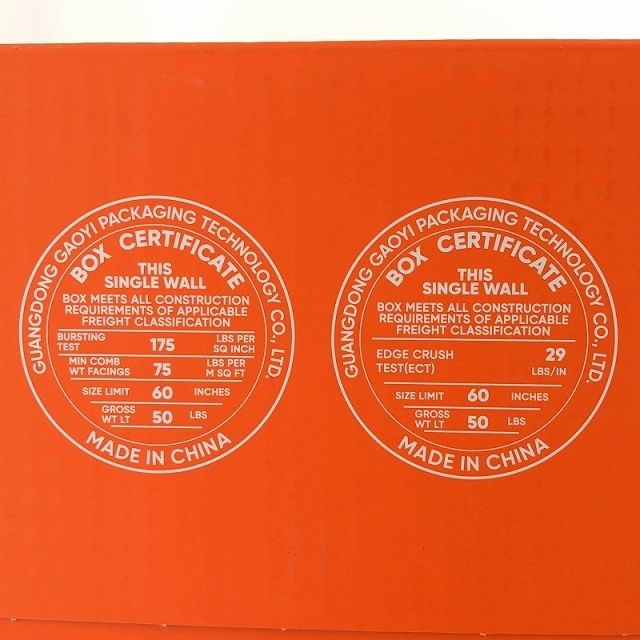 GUANGDONG GAOYI PACKAGING TECHNOLOGY CO., LTD.
BOX CERTIFICATE
THIS
SINGLE WALL
BOX MEETS ALL CONSTRUCTION
REQUIREMENTS OF APPLICABLE
FREIGHT CLASSIFICATION
BURSTING TEST 175 LBS PER SQ INCH
MIN COMB WT FACINGS 75 LBS PER M SQ FT
SIZE LIMIT 60 INCHES
GROSS WT LT 50 LBS
MADE IN CHINA
GUANGDONG GAOYI PACKAGING TECHNOLOGY CO., LTD.
BOX CERTIFICATE
THIS
SINGLE WALL
BOX MEETS ALL CONSTRUCTION
REQUIREMENTS OF APPLICABLE
FREIGHT CLASSIFICATION
EDGE CRUSH TEST(ECT) 29 LBS/IN
SIZE LIMIT 60 INCHES
GROSS WT LT 50 LBS
MADE IN CHINA